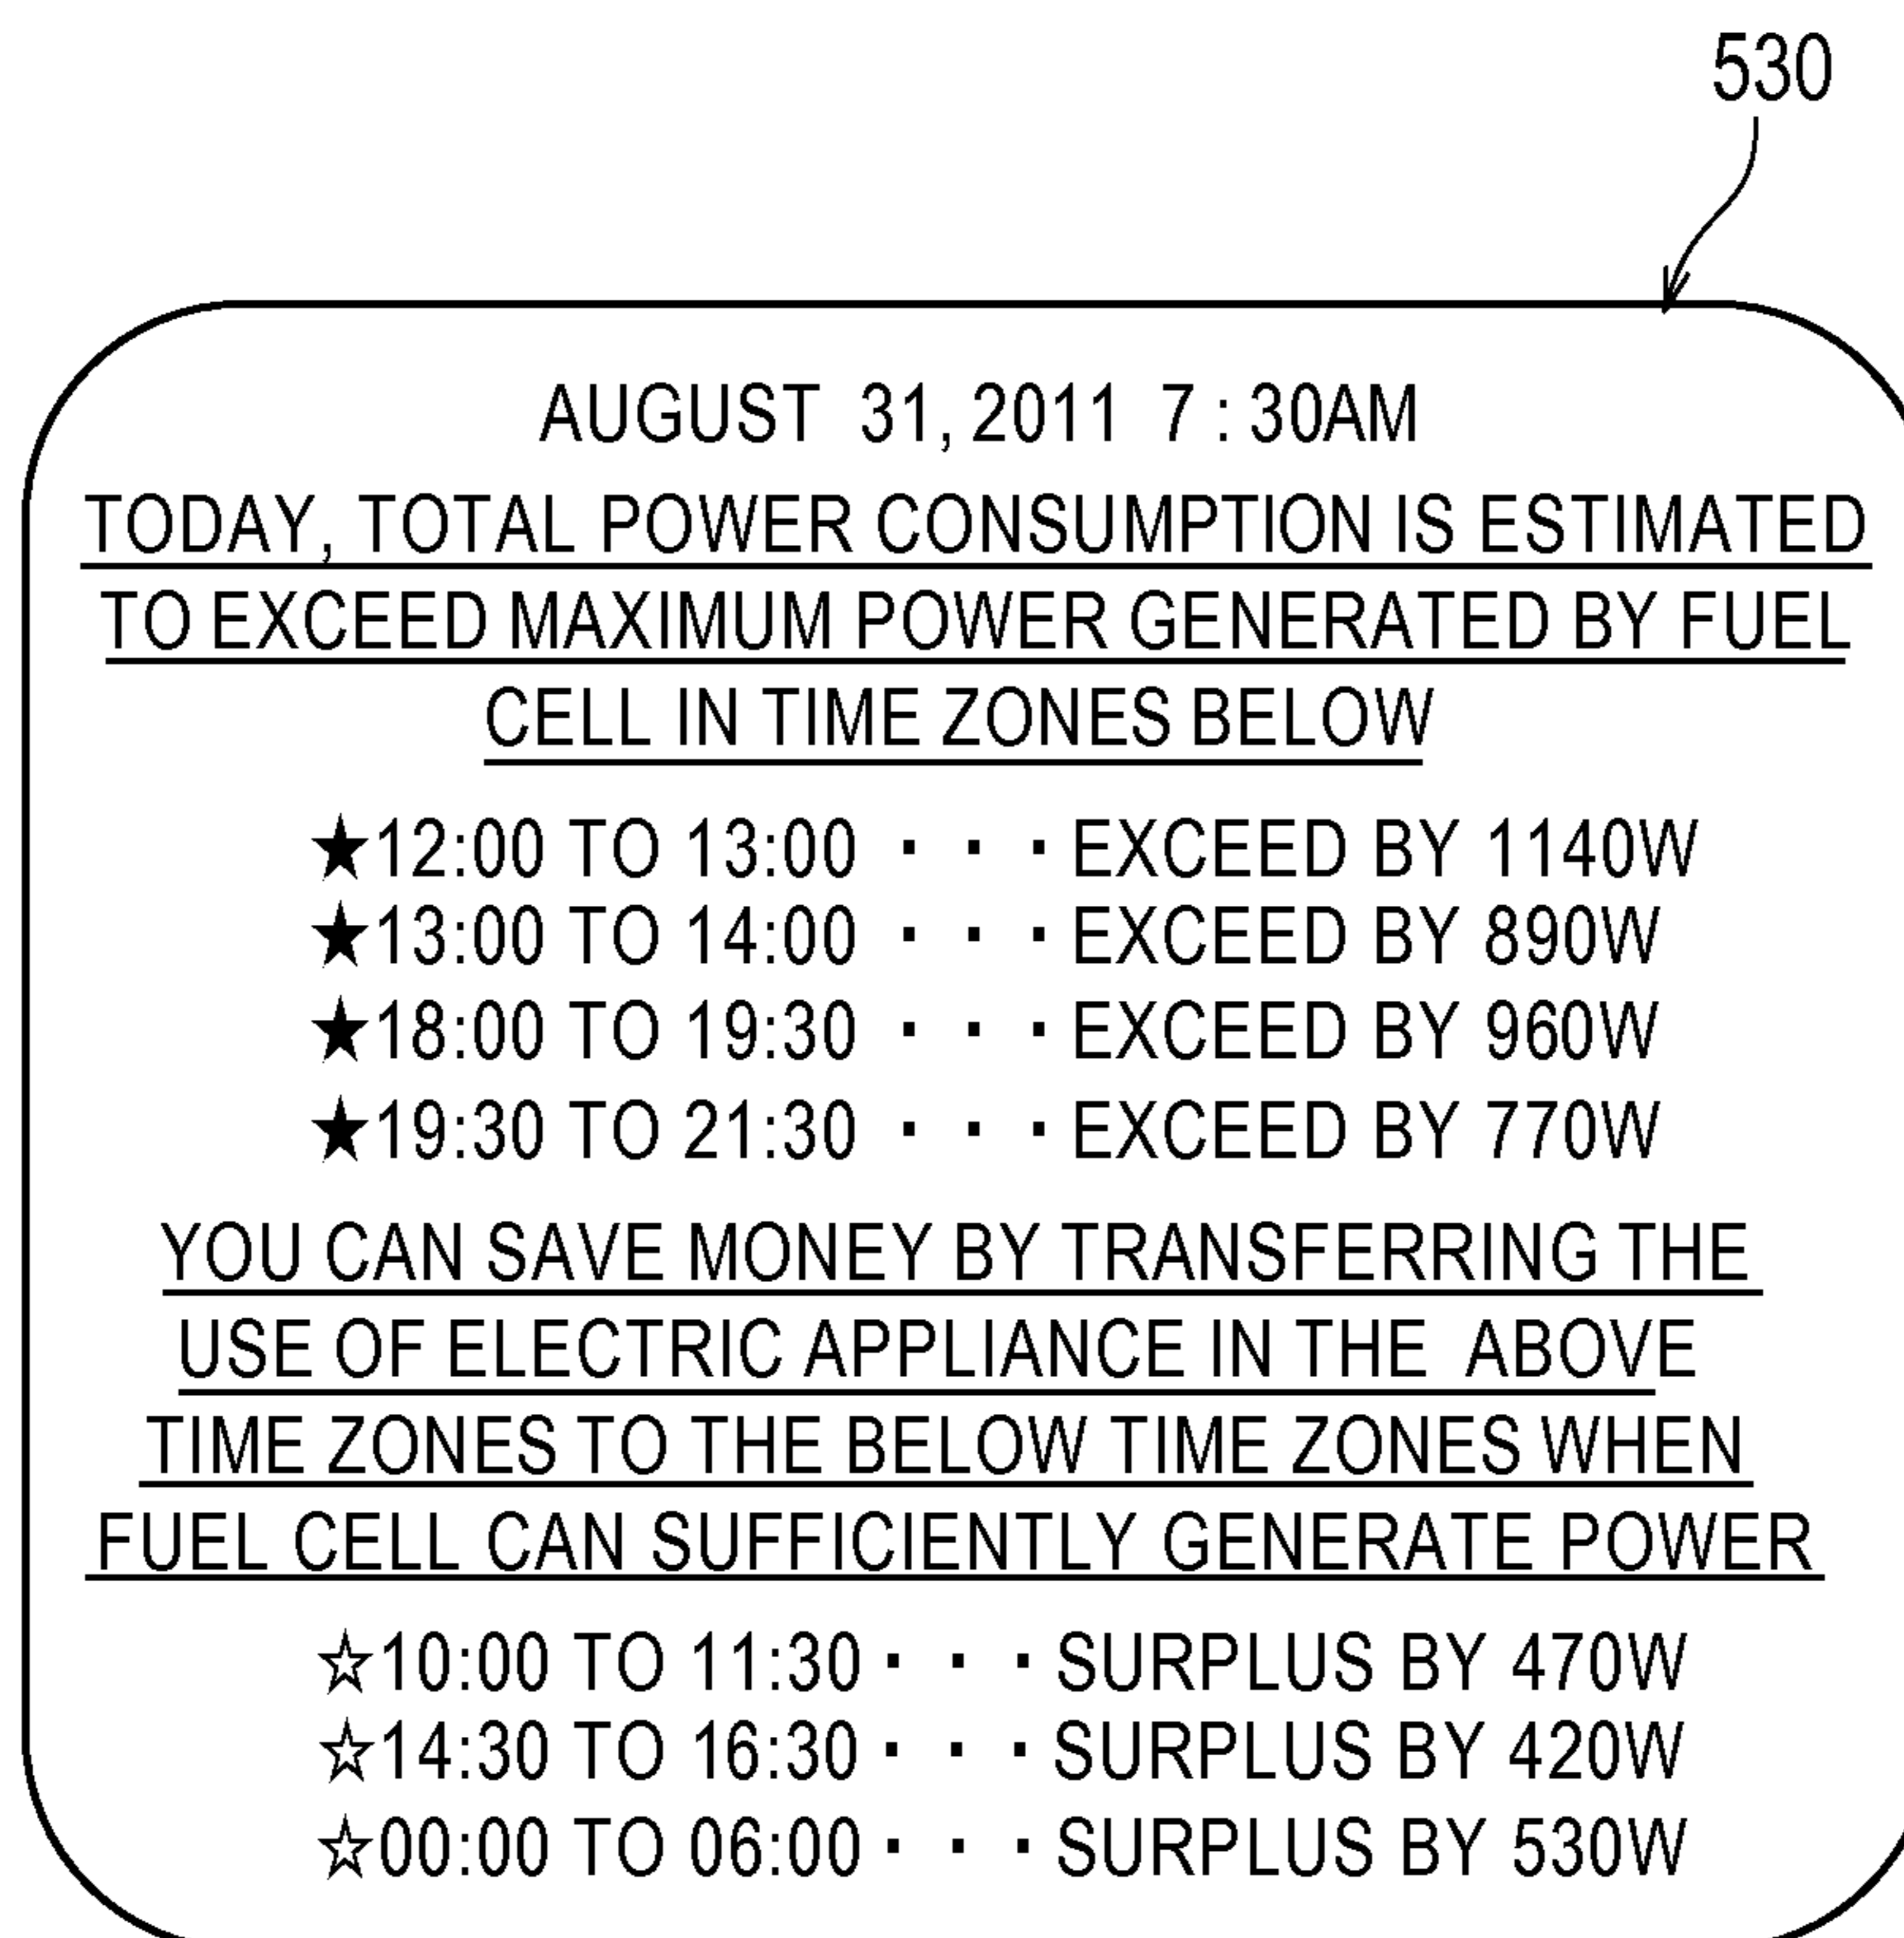 530
AUGUST 31, 2011 7 : 30AM
TODAY, TOTAL POWER CONSUMPTION IS ESTIMATED
TO EXCEED MAXIMUM POWER GENERATED BY FUEL
CELL IN TIME ZONES BELOW
★12:00 TO 13:00 ・ ・ ・ EXCEED BY 1140W
★13:00 TO 14:00 ・ ・ ・ EXCEED BY 890W
★18:00 TO 19:30 ・ ・ ・ EXCEED BY 960W
★19:30 TO 21:30 ・ ・ ・ EXCEED BY 770W
YOU CAN SAVE MONEY BY TRANSFERRING THE
USE OF ELECTRIC APPLIANCE IN THE ABOVE
TIME ZONES TO THE BELOW TIME ZONES WHEN
FUEL CELL CAN SUFFICIENTLY GENERATE POWER
☆10:00 TO 11:30 ・ ・ ・ SURPLUS BY 470W
☆14:30 TO 16:30 ・ ・ ・ SURPLUS BY 420W
☆00:00 TO 06:00 ・ ・ ・ SURPLUS BY 530W